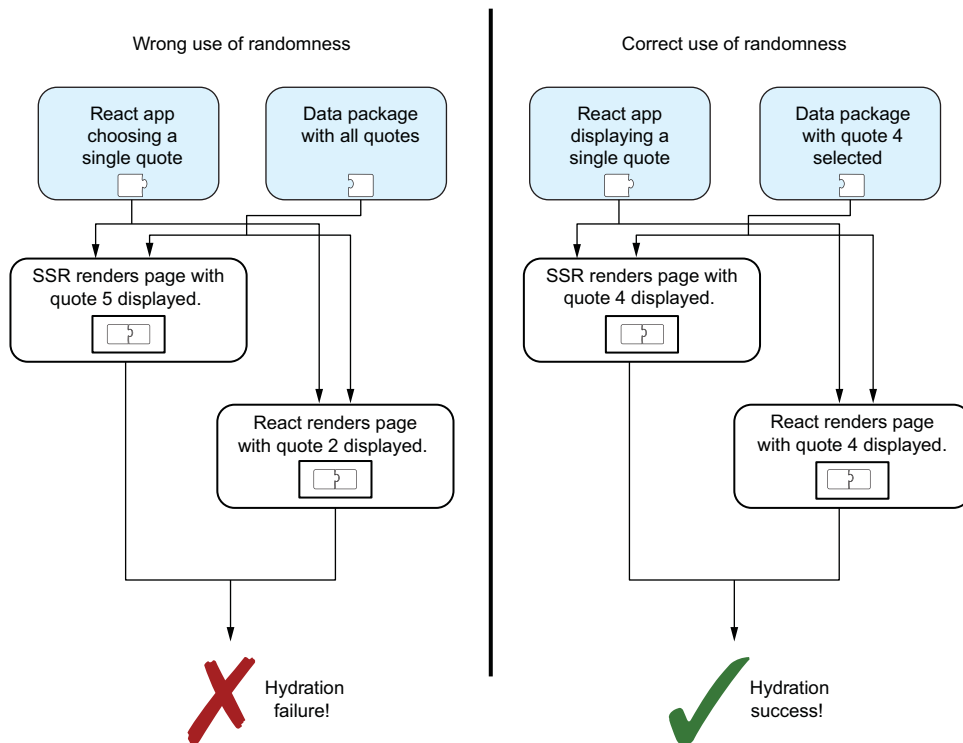 Wrong use of randomness
React app
choosing a
single quote
Data package
with all quotes
SSR renders page with
quote 5 displayed.
React renders page
with quote 2 displayed.
Hydration
failure!
Correct use of randomness
React app
displaying a
single quote
Data package
with quote 4
selected
SSR renders page with
quote 4 displayed.
React renders page
with quote 4 displayed.
Hydration
success!